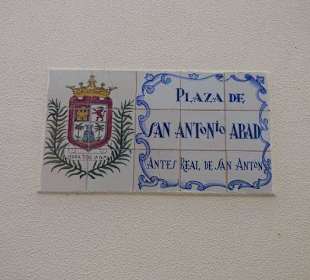 PLAZA DE
SAN ANTONIO ABAD
ANTES REAL DE SAN ANTON